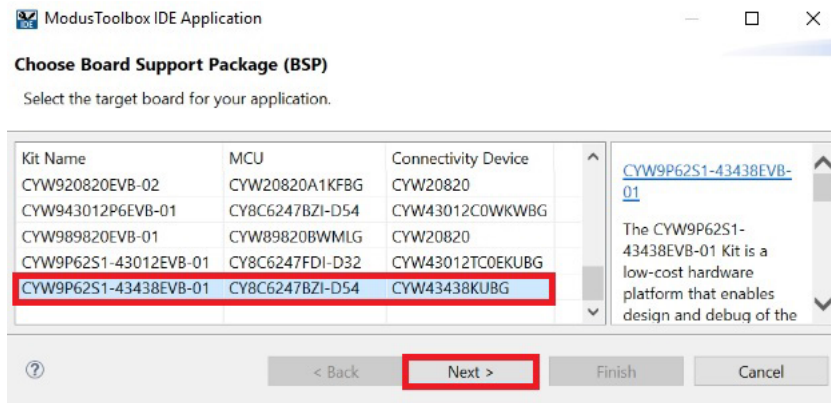 IDE ModusToolbox IDE Application
Choose Board Support Package (BSP)
Select the target board for your application.
Kit Name MCU Connectivity Device
CYW920820EVB-02 CYW20820A1KFBG CYW20820
CYW943012P6EVB-01 CY8C6247BZI-D54 CYW43012C0WKWBG
CYW989820EVB-01 CYW89820BWMLG CYW20820
CYW9P62S1-43012EVB-01 CY8C6247FDI-D32 CYW43012TC0EKUBG
CYW9P62S1-43438EVB-01 CY8C6247BZI-D54 CYW43438KUBG
CYW9P62S1-43438EVB-
01
The CYW9P62S1-
43438EVB-01 Kit is a
low-cost hardware
platform that enables
design and debug of the
? < Back Next > Finish Cancel